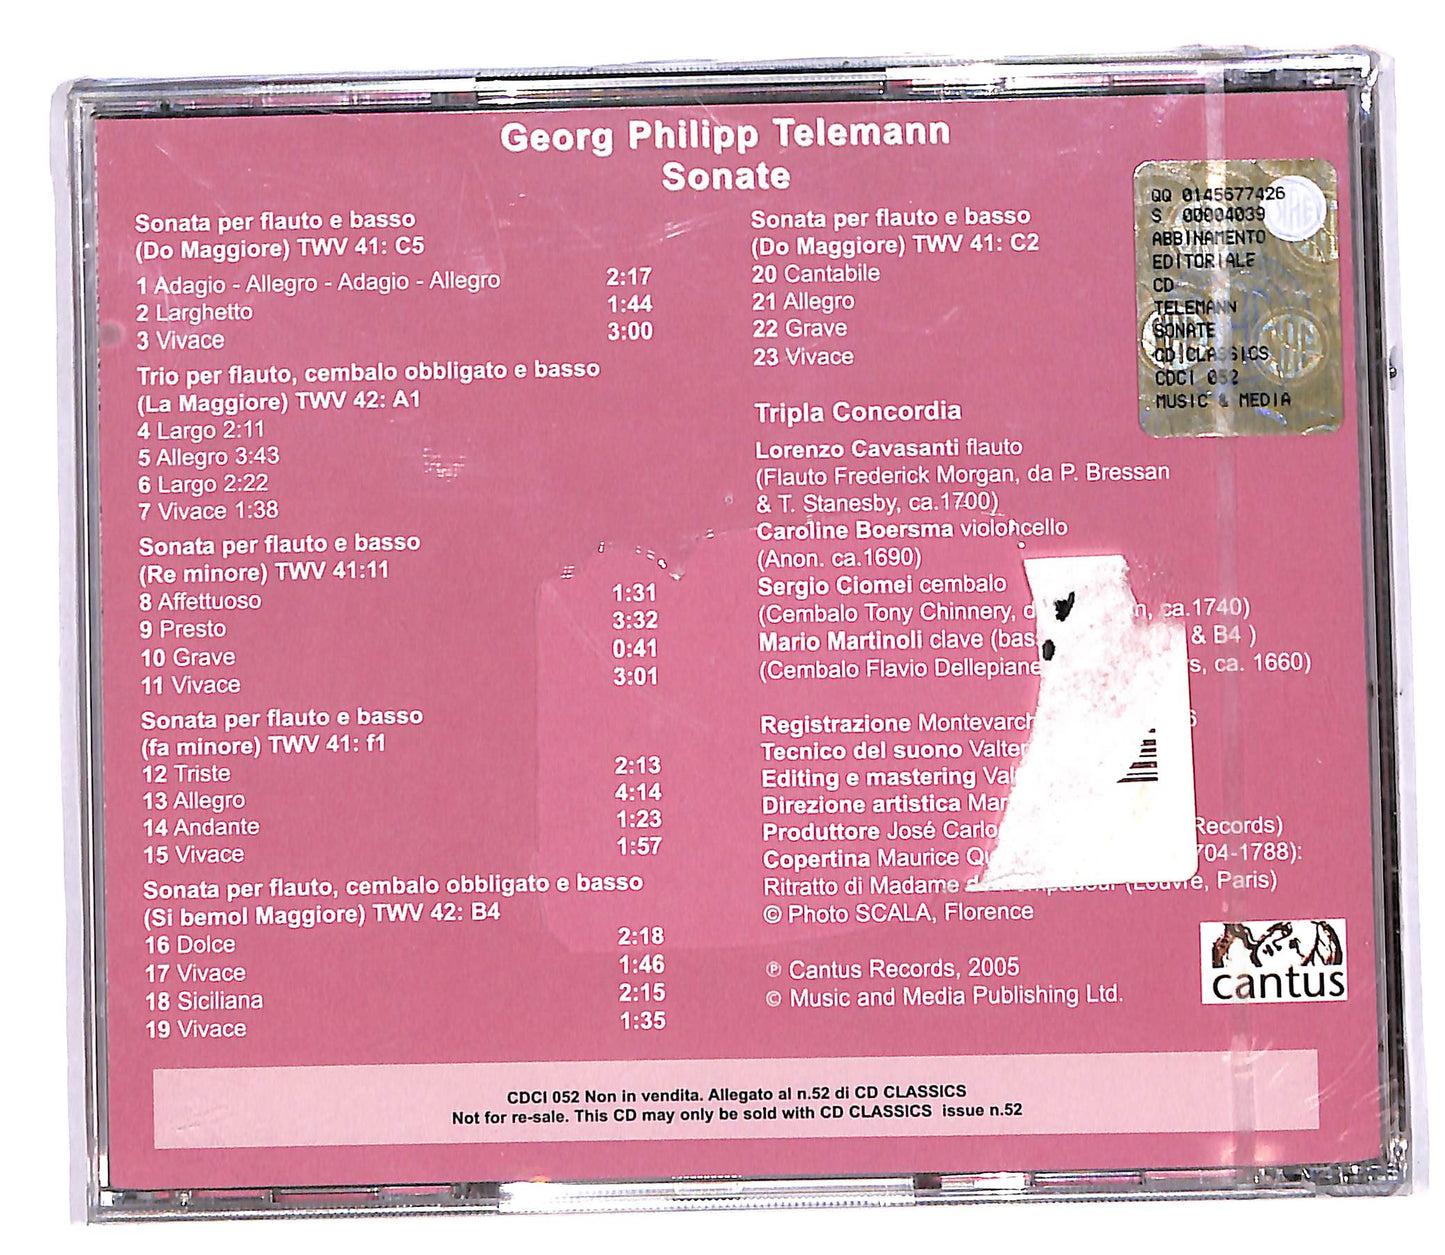 Georg Philipp Telemann
Sonate
Sonata per flauto e basso
(Do Maggiore) TWV 41: C5
1 Adagio - Allegro - Adagio - Allegro 2:17
2 Larghetto 1:44
3 Vivace 3:00
Trio per flauto, cembalo obbligato e basso
(La Maggiore) TWV 42: A1
4 Largo 2:11
5 Allegro 3:43
6 Largo 2:22
7 Vivace 1:38
Sonata per flauto e basso
(Re minore) TWV 41:11
8 Affettuoso 1:31
9 Presto 3:32
10 Grave 0:41
11 Vivace 3:01
Sonata per flauto e basso
(fa minore) TWV 41: f1
12 Triste 2:13
13 Allegro 4:14
14 Andante 1:23
15 Vivace 1:57
Sonata per flauto, cembalo obbligato e basso
(Si bemol Maggiore) TWV 42: B4
16 Dolce 2:18
17 Vivace 1:46
18 Siciliana 2:15
19 Vivace 1:35
Sonata per flauto e basso
(Do Maggiore) TWV 41: C2
20 Cantabile
21 Allegro
22 Grave
23 Vivace
Tripla Concordia
Lorenzo Cavasanti flauto
(Flauto Frederick Morgan, da P. Bressan
& T. Stanesby, ca.1700)
Caroline Boersma violoncello
(Anon. ca.1690)
Sergio Ciomei cembalo
(Cembalo Tony Chinnery, ca.1740)
Mario Martinoli clave & B4 )
(Cembalo Flavio Dellepiane ca. 1660)
Registrazione
Tecnico del suono
Editing e mastering
Direzione artistica
Produttore José Records)
Copertina Maurice 704-1788):
Ritratto di Madame (Louvre, Paris)
© Photo SCALA, Florence
℗ Cantus Records, 2005
© Music and Media Publishing Ltd.
QQ 0145677426
S 00004039
ABBINAMENTO
EDITORIALE
CD
TELEMANN
SONATE
CD CLASSICS
CDCI 052
MUSIC & MEDIA
cantus
CDCI 052 Non in vendita. Allegato al n.52 di CD CLASSICS
Not for re-sale. This CD may only be sold with CD CLASSICS issue n.52